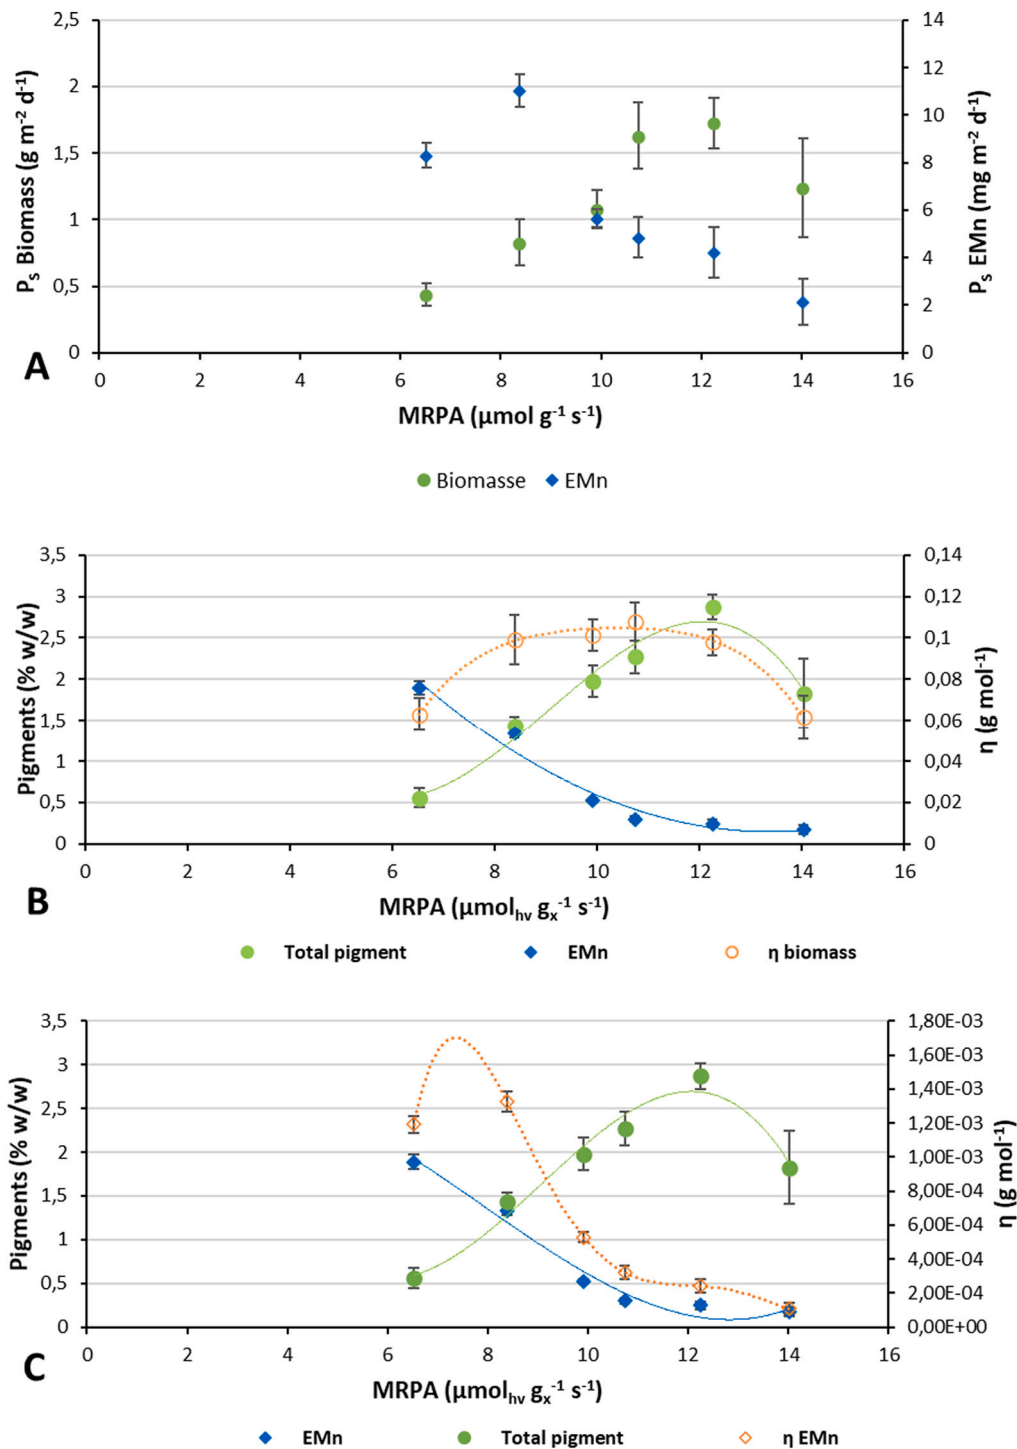 2,5
2
1,5
1
0,5
0
P_S Biomass (g m⁻² d⁻¹)
14
12
10
8
6
4
2
0
P_S EMn (mg m⁻² d⁻¹)
A
0 2 4 6 8 10 12 14 16
MRPA (µmol g⁻¹ s⁻¹)
Biomasse EMn
3,5
3
2,5
2
1,5
1
0,5
0
Pigments (% w/w)
0,14
0,12
0,1
0,08
0,06
0,04
0,02
0
η (g mol⁻¹)
0 2 4 6 8 10 12 14 16
B
MRPA (µmol_hv g_x⁻¹ s⁻¹)
Total pigment EMn η biomass
3,5
3
2,5
2
1,5
1
0,5
0
Pigments (% w/w)
1,80E-03
1,60E-03
1,40E-03
1,20E-03
1,00E-03
8,00E-04
6,00E-04
4,00E-04
2,00E-04
0,00E+00
η (g mol⁻¹)
0 2 4 6 8 10 12 14 16
C
MRPA (µmol_hv g_x⁻¹ s⁻¹)
EMn Total pigment η EMn